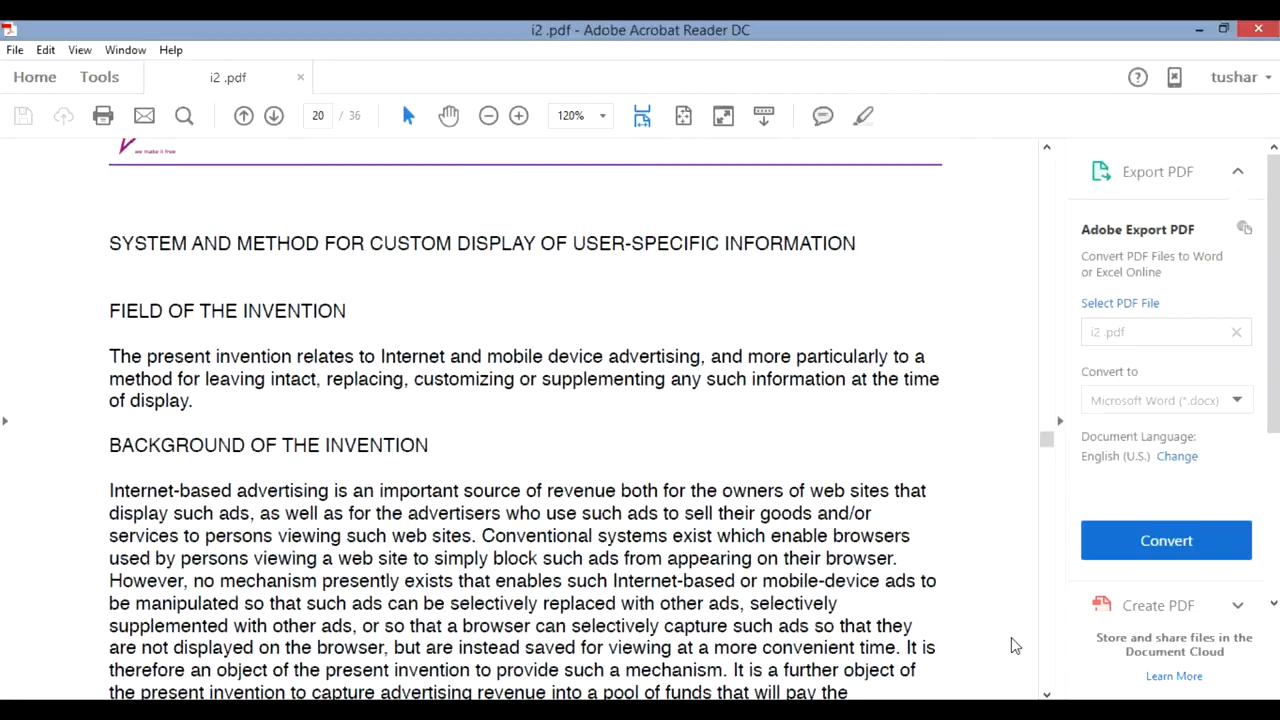 i2 .pdf - Adobe Acrobat Reader DC
File Edit View Window Help
Home Tools i2 .pdf × tushar
20 / 36 120%
we make it free
SYSTEM AND METHOD FOR CUSTOM DISPLAY OF USER-SPECIFIC INFORMATION
FIELD OF THE INVENTION
The present invention relates to Internet and mobile device advertising, and more particularly to a
method for leaving intact, replacing, customizing or supplementing any such information at the time
of display.
BACKGROUND OF THE INVENTION
Internet-based advertising is an important source of revenue both for the owners of web sites that
display such ads, as well as for the advertisers who use such ads to sell their goods and/or
services to persons viewing such web sites. Conventional systems exist which enable browsers
used by persons viewing a web site to simply block such ads from appearing on their browser.
However, no mechanism presently exists that enables such Internet-based or mobile-device ads to
be manipulated so that such ads can be selectively replaced with other ads, selectively
supplemented with other ads, or so that a browser can selectively capture such ads so that they
are not displayed on the browser, but are instead saved for viewing at a more convenient time. It is
therefore an object of the present invention to provide such a mechanism. It is a further object of
the present invention to capture advertising revenue into a pool of funds that will pay the
Export PDF
Adobe Export PDF
Convert PDF Files to Word
or Excel Online
Select PDF File
i2 .pdf
Convert to
Microsoft Word (*.docx)
Document Language:
English (U.S.) Change
Convert
Create PDF
Store and share files in the
Document Cloud
Learn More